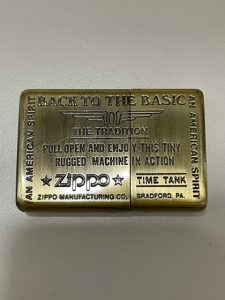 BACK TO THE BASIC
THE TRADITION
PULL OPEN AND ENJOY THIS TINY
RUGGED MACHINE IN ACTION
zippo
TIME TANK
ZIPPO MANUFACTURING CO.
BRADFORD, PA.
AN AMERICAN SPIRIT
AN AMERICAN SPIRIT